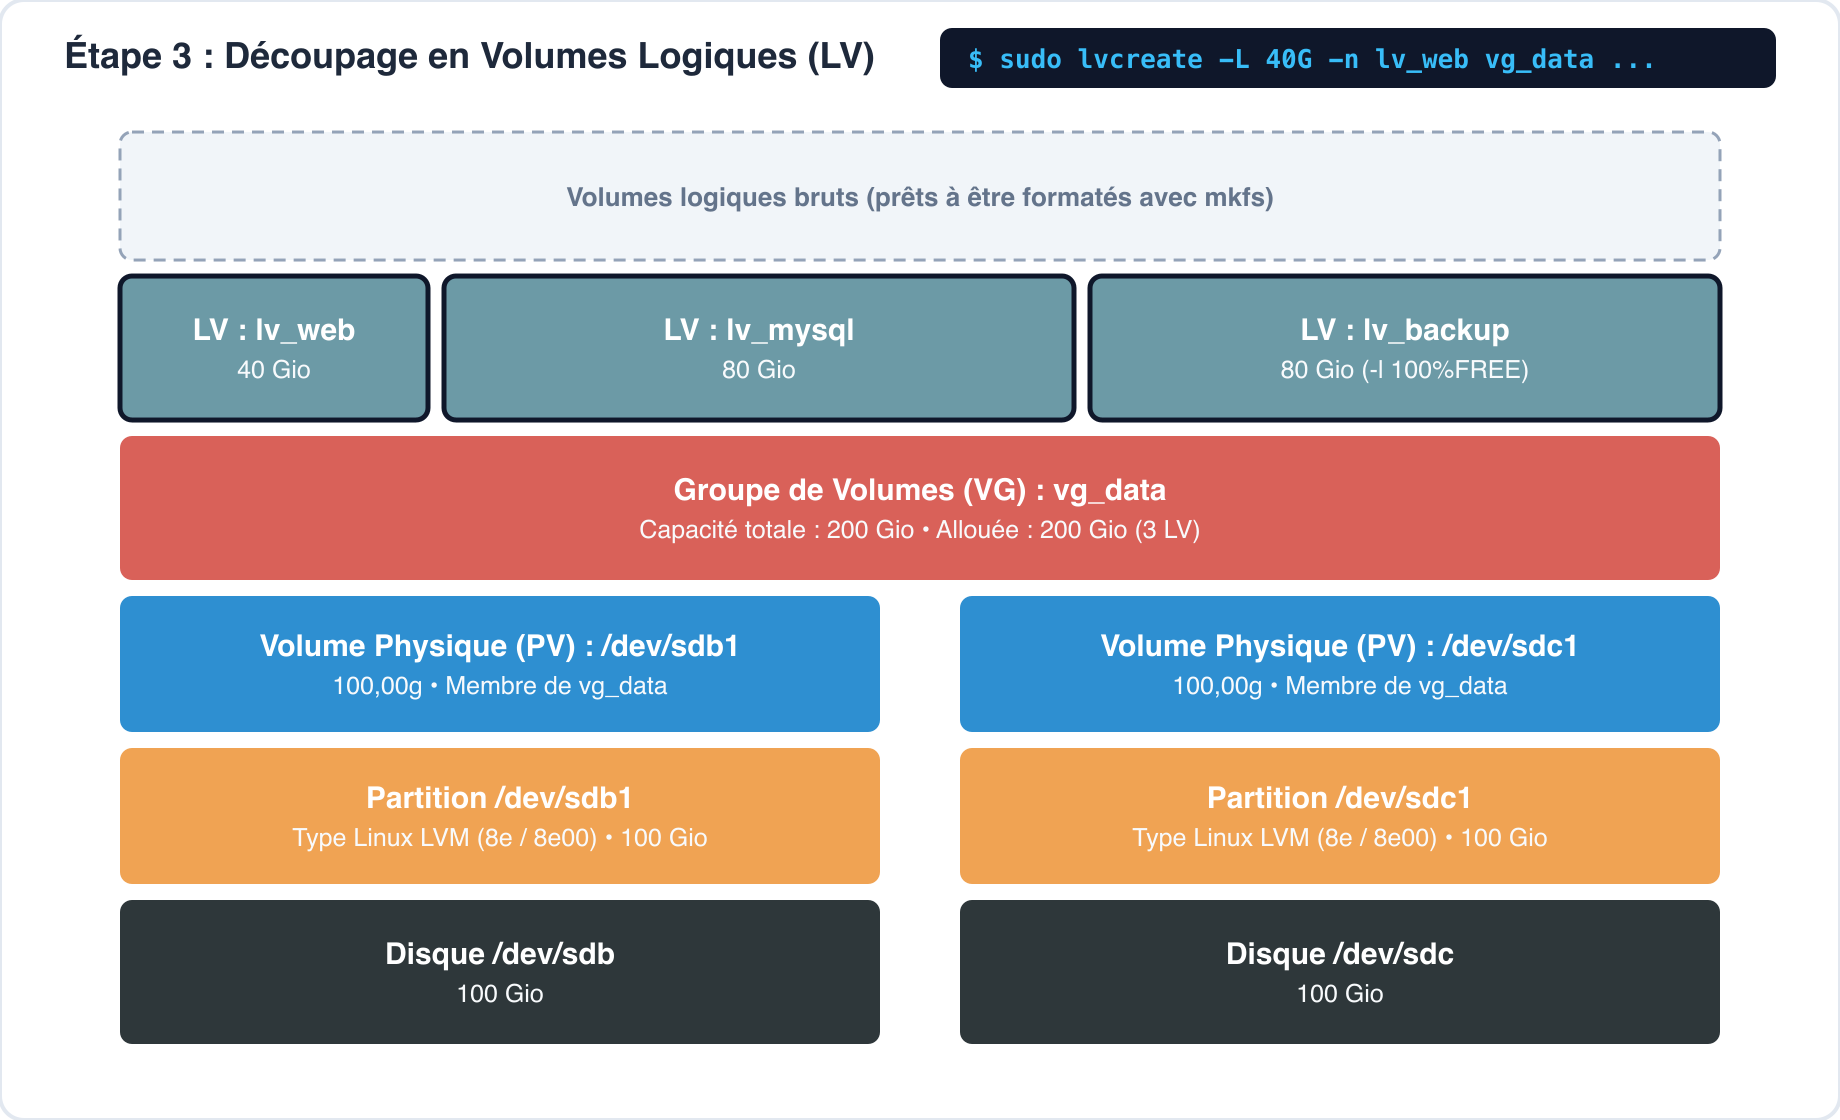 Étape 3 : Découpage en Volumes Logiques (LV)
$ sudo lvcreate -L 40G -n lv_web vg_data ...
Volumes logiques bruts (prêts à être formatés avec mkfs)
LV : lv_web
40 Gio
LV : lv_mysql
80 Gio
LV : lv_backup
80 Gio (-l 100%FREE)
Groupe de Volumes (VG) : vg_data
Capacité totale : 200 Gio • Allouée : 200 Gio (3 LV)
Volume Physique (PV) : /dev/sdb1
100,00g • Membre de vg_data
Volume Physique (PV) : /dev/sdc1
100,00g • Membre de vg_data
Partition /dev/sdb1
Type Linux LVM (8e / 8e00) • 100 Gio
Partition /dev/sdc1
Type Linux LVM (8e / 8e00) • 100 Gio
Disque /dev/sdb
100 Gio
Disque /dev/sdc
100 Gio